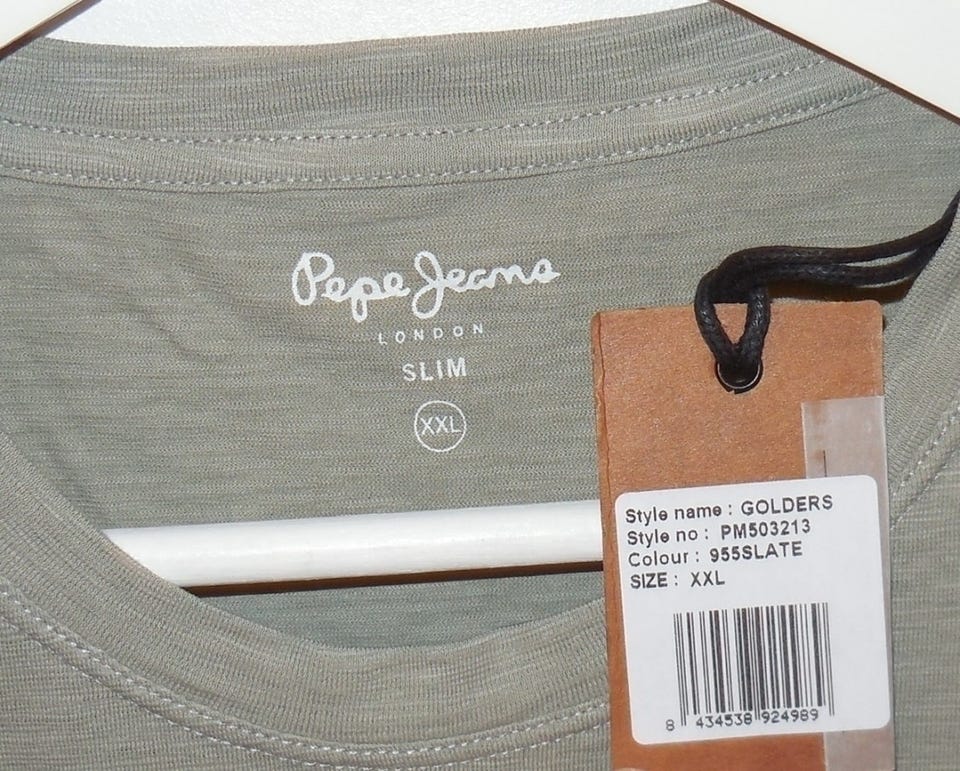 Pepe Jeans
LONDON
SLIM
XXL
Style name : GOLDERS
Style no : PM503213
Colour : 955SLATE
SIZE : XXL
8 434538 924989